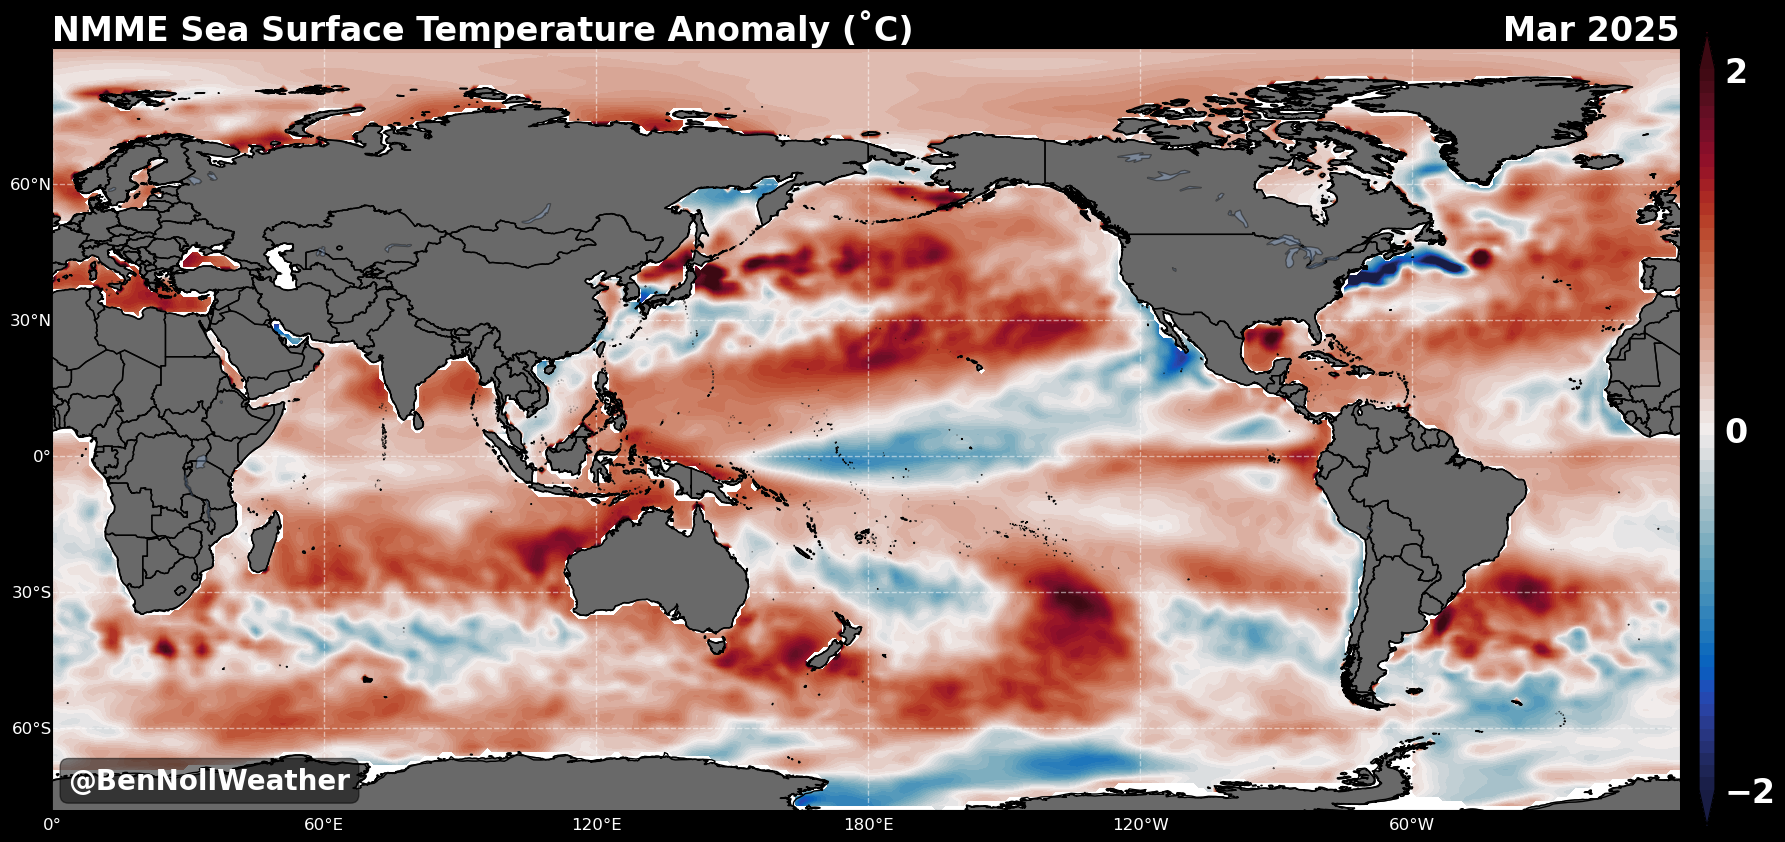 NMME Sea Surface Temperature Anomaly (˚C)
Mar 2025
2
0
−2
60°N
30°N
0°
30°S
60°S
@BenNollWeather
0°
60°E
120°E
180°E
120°W
60°W